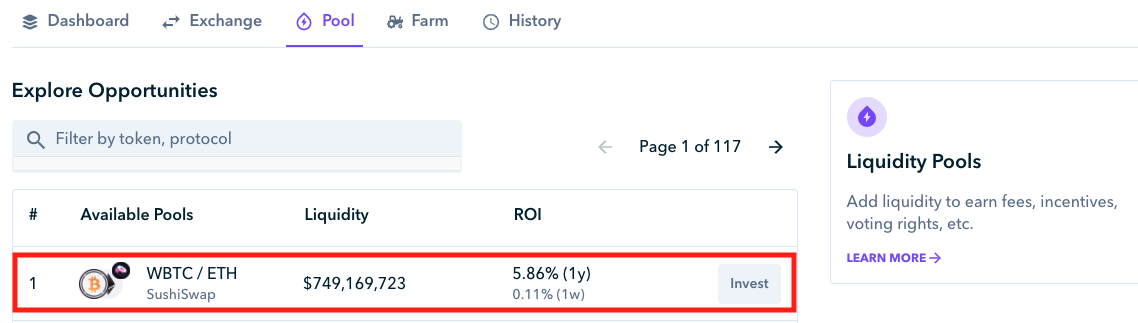 Dashboard Exchange Pool Farm History
Explore Opportunities
Filter by token, protocol
Page 1 of 117
# Available Pools Liquidity ROI
1 WBTC / ETH $749,169,723 5.86% (1y) Invest
SushiSwap 0.11% (1w)
Liquidity Pools
Add liquidity to earn fees, incentives,
voting rights, etc.
LEARN MORE